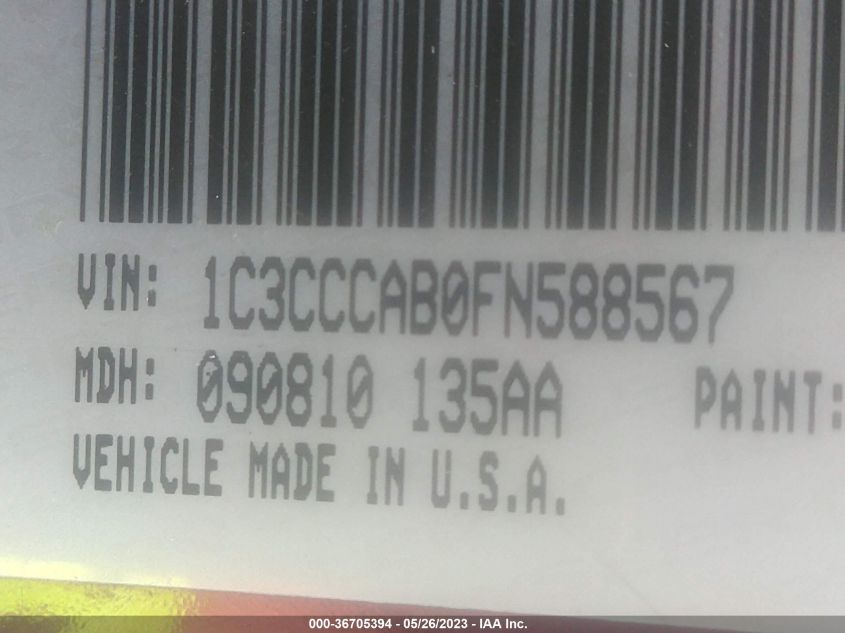 VIN: 1C3CCCAB0FN588567
MDH: 090810 135AA PAINT:
VEHICLE MADE IN U.S.A.
000-36705394 - 05/26/2023 - IAA Inc.